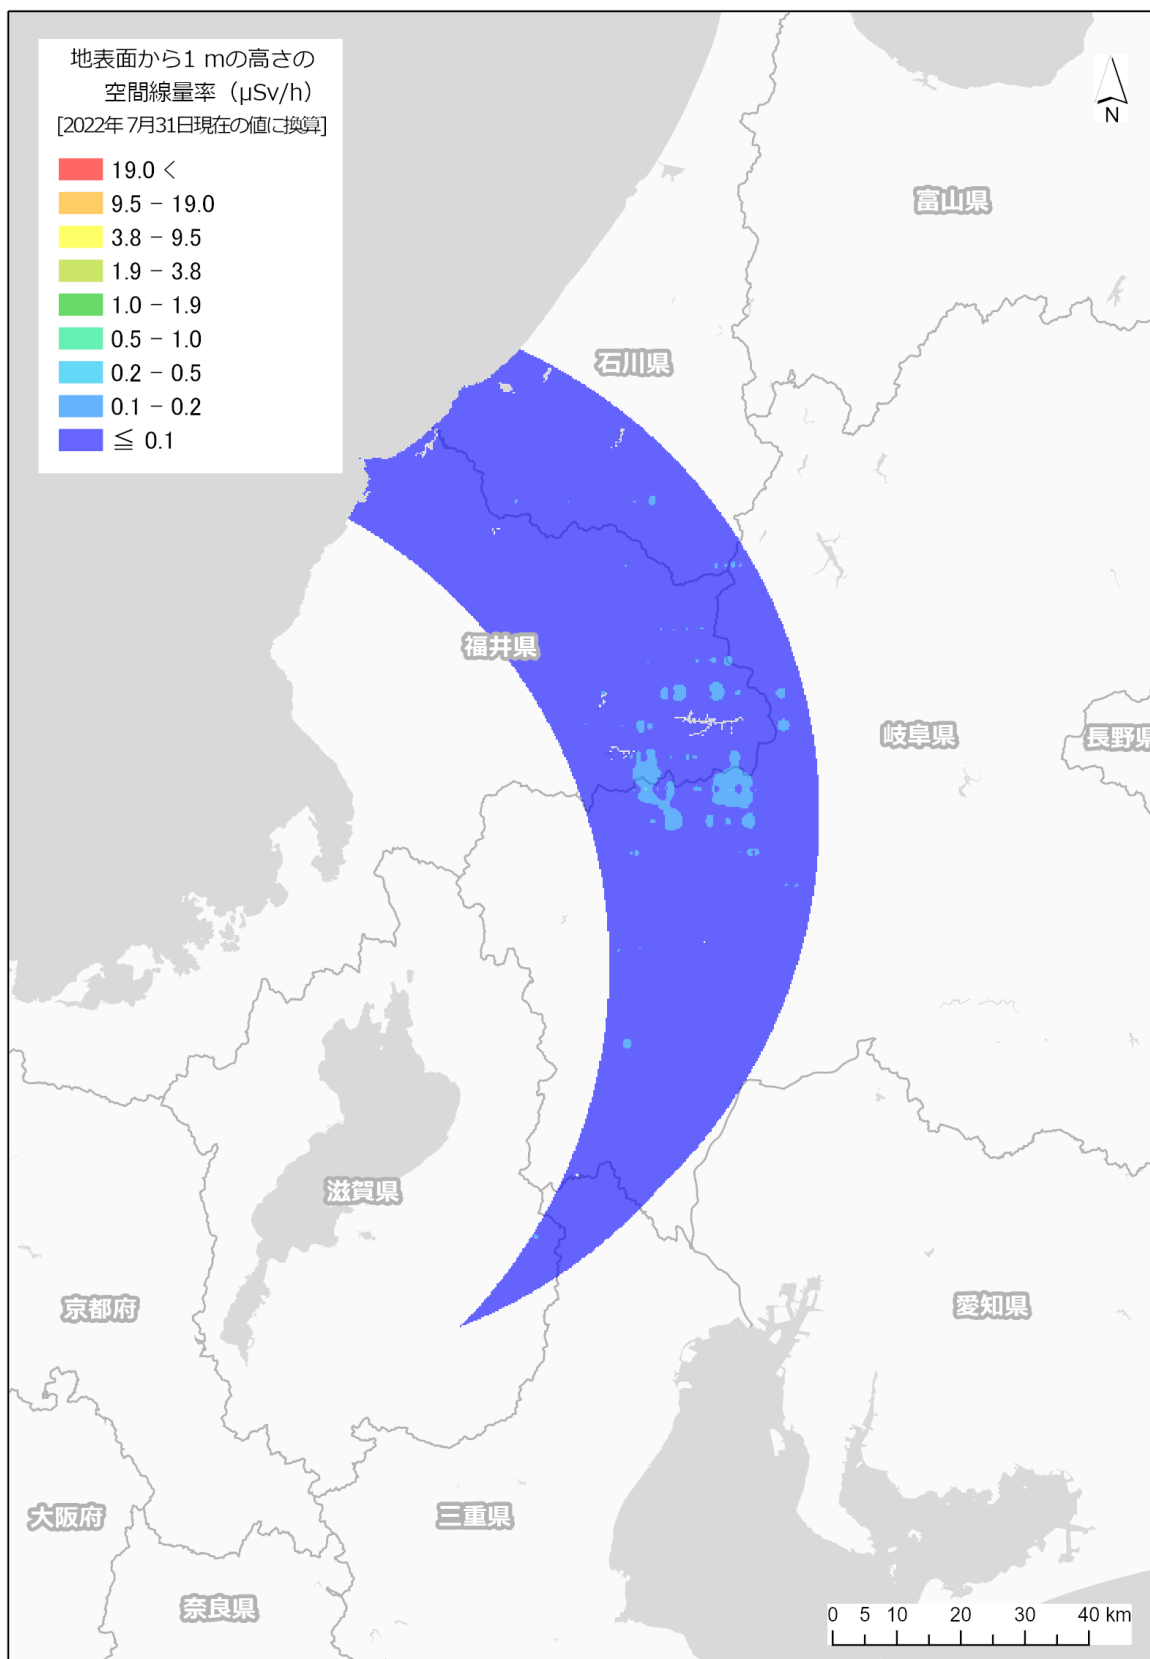 地表面から1 mの高さの
空間線量率（μSv/h）
[2022年 7月31日現在の値に換算]
19.0 <
9.5 − 19.0
3.8 − 9.5
1.9 − 3.8
1.0 − 1.9
0.5 − 1.0
0.2 − 0.5
0.1 − 0.2
≦ 0.1
N
富山県
石川県
福井県
岐阜県
長野県
滋賀県
京都府
愛知県
大阪府
三重県
奈良県
0 5 10 20 30 40 km